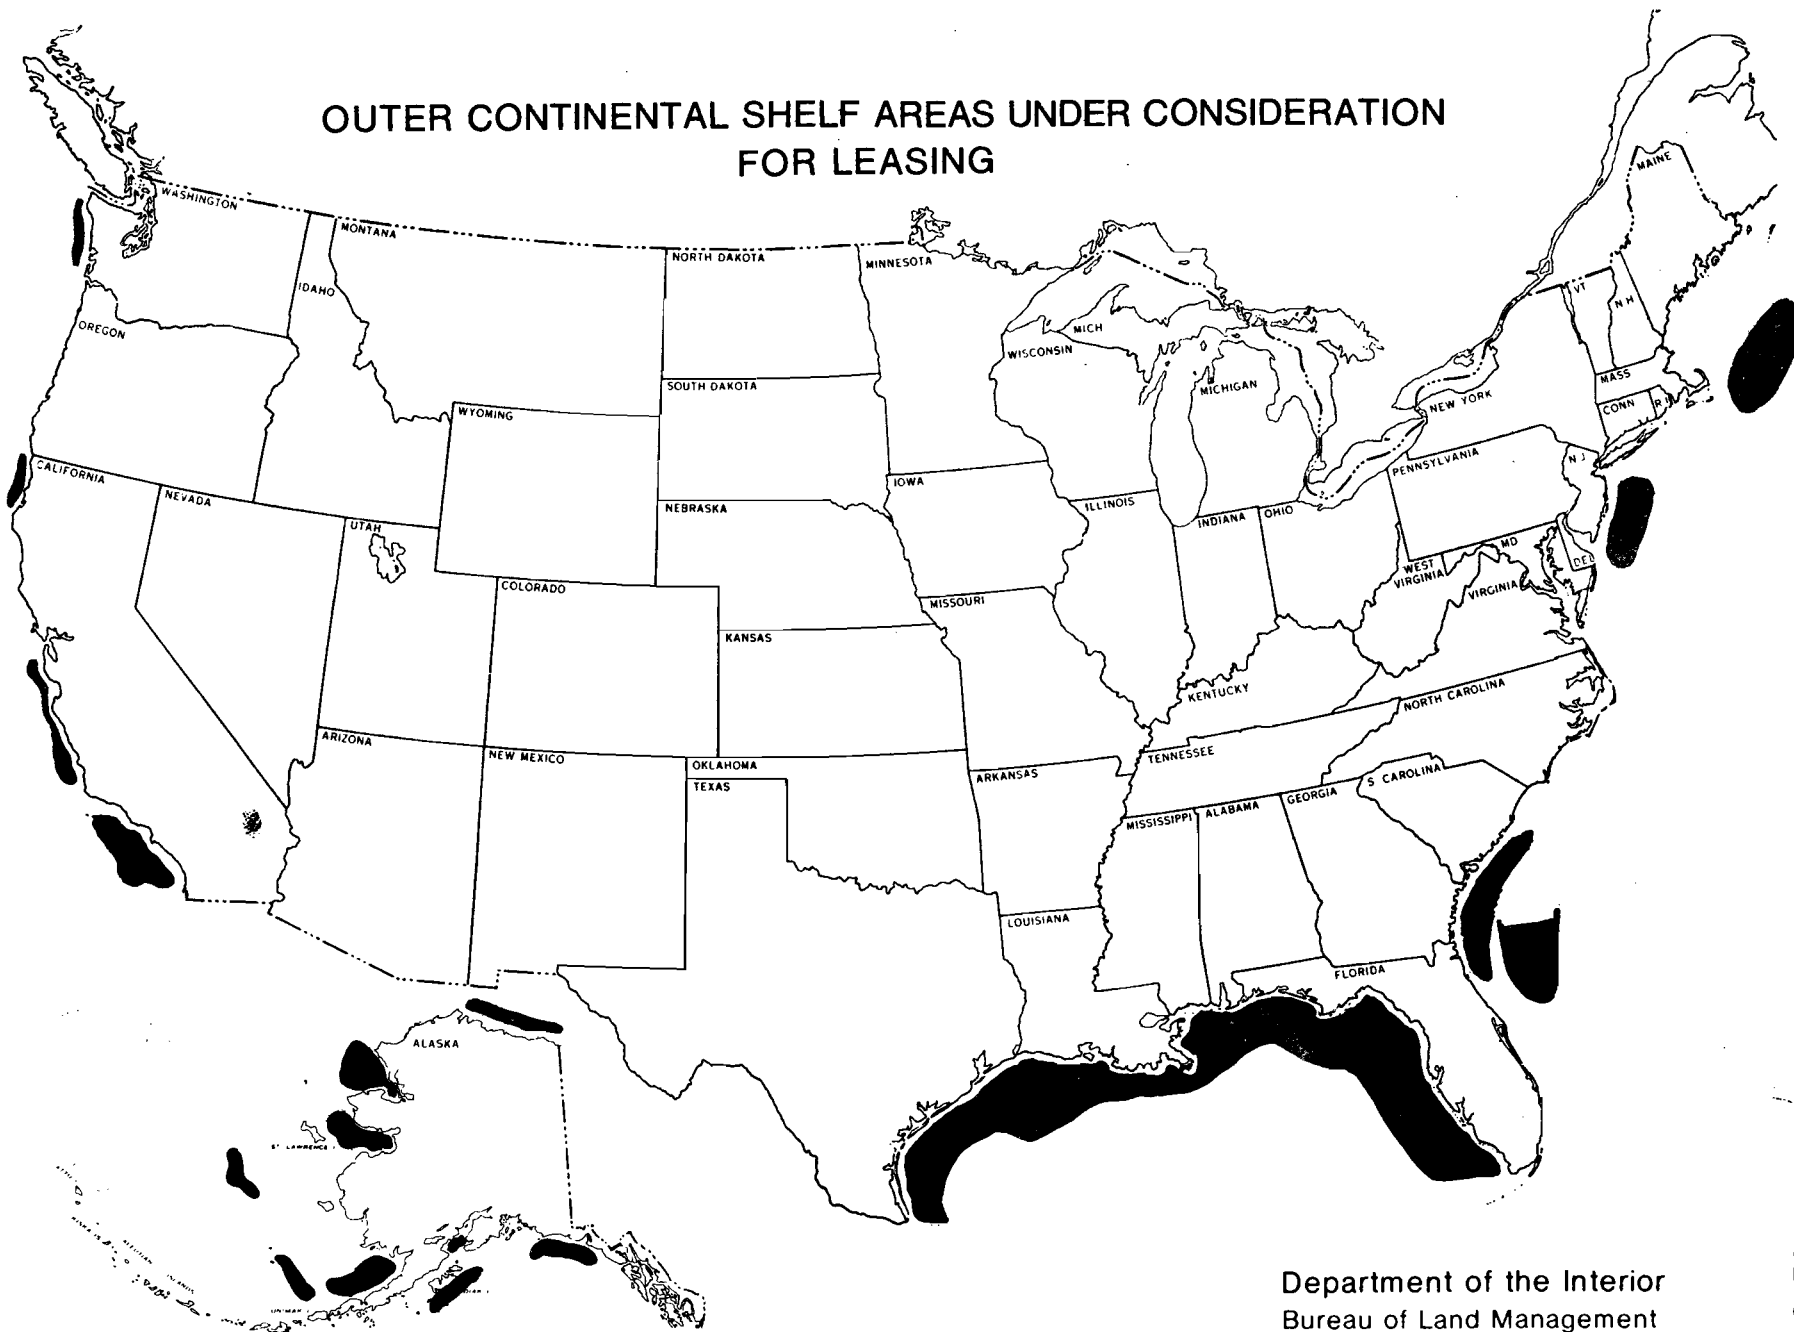 OUTER CONTINENTAL SHELF AREAS UNDER CONSIDERATION
FOR LEASING
WASHINGTON
MONTANA
NORTH DAKOTA
MINNESOTA
MAINE
IDAHO
VT
N H
OREGON
MICH
WISCONSIN
SOUTH DAKOTA
MICHIGAN
MASS
WYOMING
NEW YORK
CONN
R I
CALIFORNIA
NEVADA
IOWA
PENNSYLVANIA
N J
UTAH
NEBRASKA
ILLINOIS
INDIANA
OHIO
MD
WEST
VIRGINIA
DEL
COLORADO
MISSOURI
VIRGINIA
KANSAS
KENTUCKY
NORTH CAROLINA
ARIZONA
NEW MEXICO
OKLAHOMA
TENNESSEE
TEXAS
ARKANSAS
S CAROLINA
MISSISSIPPI
ALABAMA
GEORGIA
LOUISIANA
FLORIDA
ALASKA
ST LAWRENCE I
ALEUTIAN ISLANDS
UNIMAK I
Department of the Interior
Bureau of Land Management